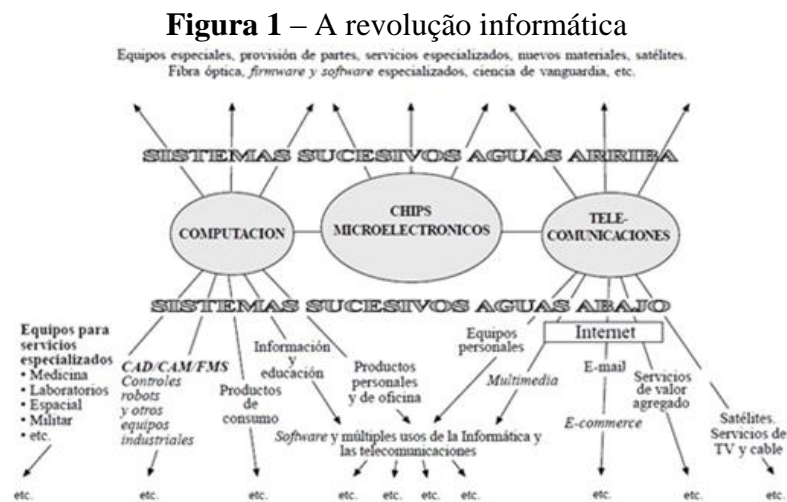 Figura 1 – A revolução informática
Equipos especiales, provisión de partes, servicios especializados, nuevos materiales, satélites.
Fibra óptica, firmware y software especializados, ciencia de vanguardia, etc.
SISTEMAS SUCESIVOS AGUAS ARRIBA
COMPUTACION
CHIPS
MICROELECTRONICOS
TELE-
COMUNICACIONES
SISTEMAS SUCESIVOS AGUAS ABAJO
Equipos para
servicios
especializados
• Medicina
• Laboratorios
• Espacial
• Militar
• etc.
CAD/CAM/FMS
Controles
robots
y otros
equipos
industriales
Productos
de
consumo
Información
y
educación
Productos
personales
y de oficina
Equipos
personales
Multimedia
Internet
E-mail
E-commerce
Servicios
de valor
agregado
Satélites.
Servicios de
TV y cable
Software y múltiples usos de la Informática y
las telecomunicaciones
etc.
etc.
etc.
etc.
etc.
etc.
etc.
etc.
etc.
etc.